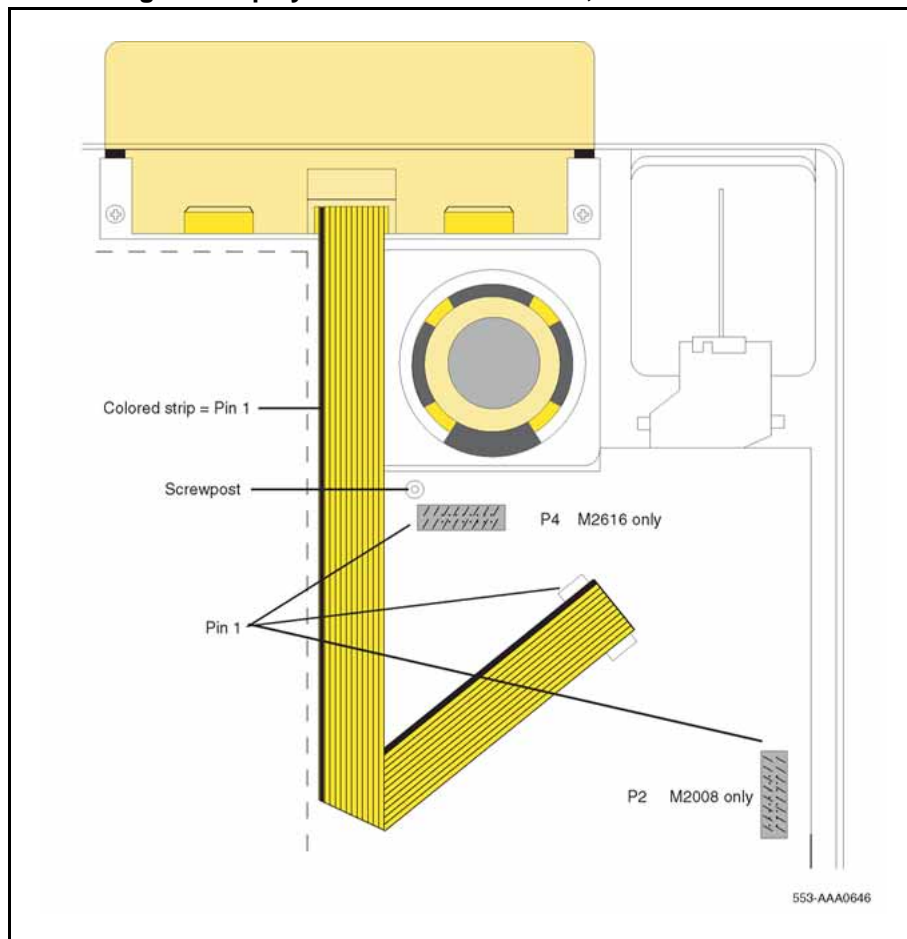 Colored strip = Pin 1
Screwpost
P4 M2616 only
Pin 1
P2 M2008 only
553-AAA0646